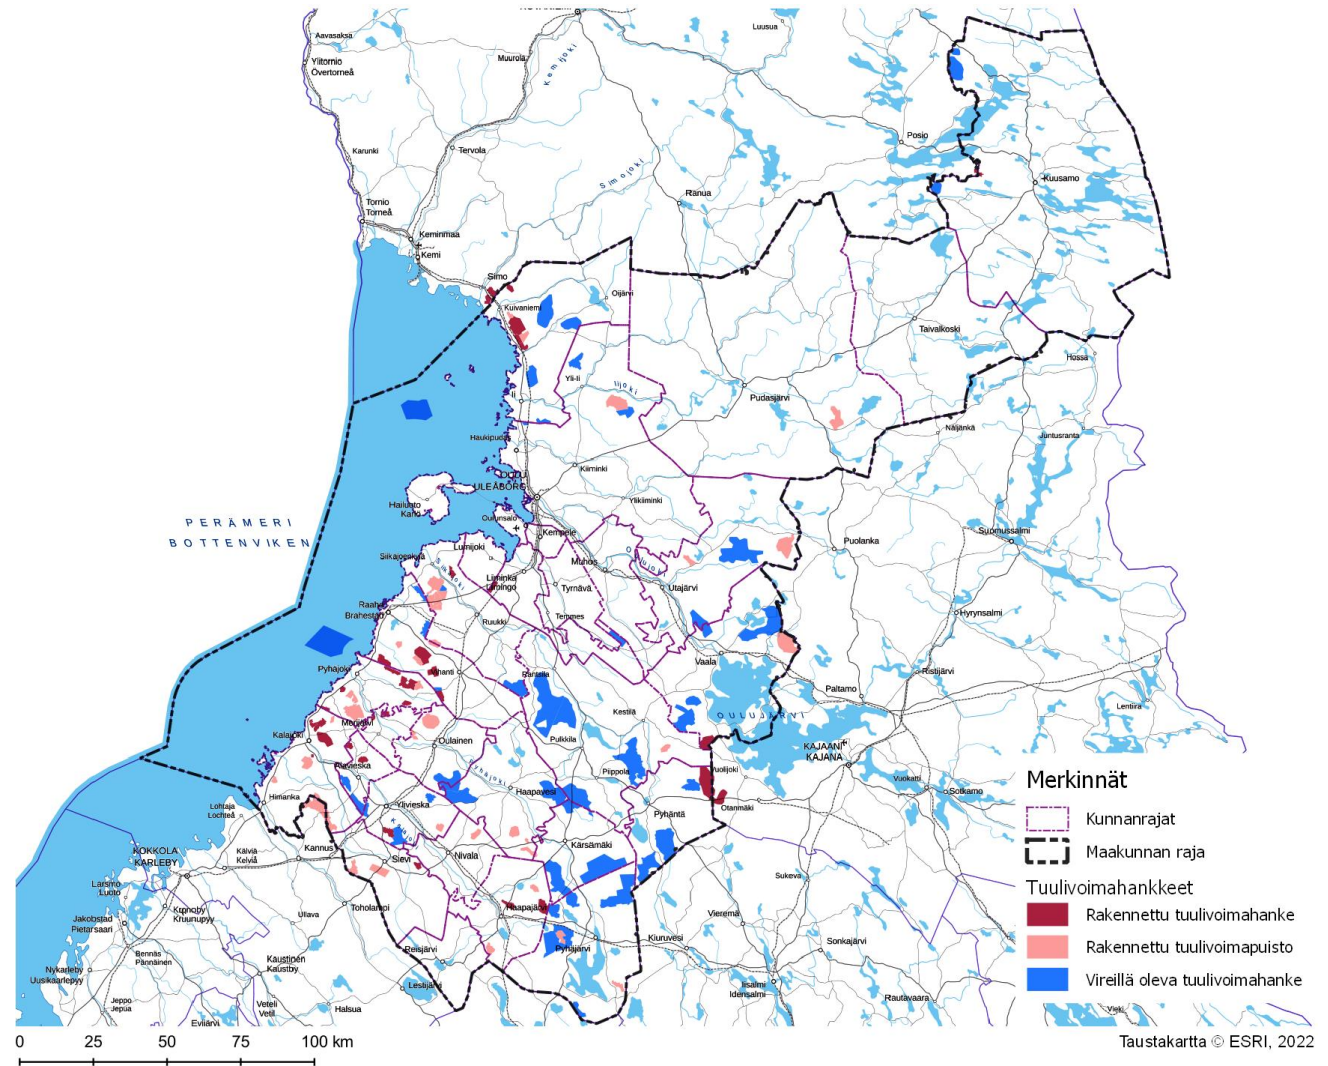 Luusua
Aavasaksa
Muurola
Ylitornio
Övertorneå
Kemijoki
Posio
Karunki
Tervola
Simojoki
Kuusamo
Ranua
Tornio
Torneå
Keminmaa
Kemi
Simo
Oijärvi
Kuivaniemi
Taivalkoski
Hossa
Yli-Ii
Iijoki
Ii
Pudasjärvi
Näljänkä
Juntusranta
Haukipudas
Kiiminki
OULU
ULEÅBORG
Hailuoto
Karlö
Ylikiiminki
Oulunsalo
PERÄMERI
BOTTENVIKEN
Kempele
Suomussalmi
Puolanka
Siikajoenkylä
Lumijoki
Siikajoki
Muhos
Oulujoki
Liminka
Limingo
Tyrnävä
Utajärvi
Raahe
Brahestad
Ruukki
Temmes
Hyrynsalmi
Vaala
Pyhäjoki
Vihanti
Rantsila
Ristijärvi
Paltamo
Kestilä
OULUJÄRVI
Lentiira
Merijärvi
Kalajoki
Oulainen
Pulkkila
KAJAANI
KAJANA
Alavieska
Pyhäjoki
Piippola
Vuolijoki
Vuokatti
Sotkamo
Himanka
Haapavesi
Lohtaja
Lochteå
Ylivieska
Otanmäki
Pyhäntä
Kalajoki
Kannus
Kälviä
Kelviå
KOKKOLA
KARLEBY
Sievi
Nivala
Kärsämäki
Larsmo
Luoto
Sukeva
Kronoby
Kruunupyy
Ullava
Toholampi
Haapajärvi
Vieremä
Jakobstad
Pietarsaari
Kiuruvesi
Sonkajärvi
Pyhäjärvi
Reisjärvi
Bennäs
Pännäinen
Kaustinen
Kaustby
Nykarleby
Uusikaarlepyy
Lestijärvi
Iisalmi
Idensalmi
Rautavaara
Jeppo
Jepua
Veteli
Vetil
Halsua
Evijärvi
Vieki
Merkinnät
Kunnanrajat
Maakunnan raja
Tuulivoimahankkeet
Rakennettu tuulivoimahanke
Rakennettu tuulivoimapuisto
Vireillä oleva tuulivoimahanke
0 25 50 75 100 km
Taustakartta © ESRI, 2022